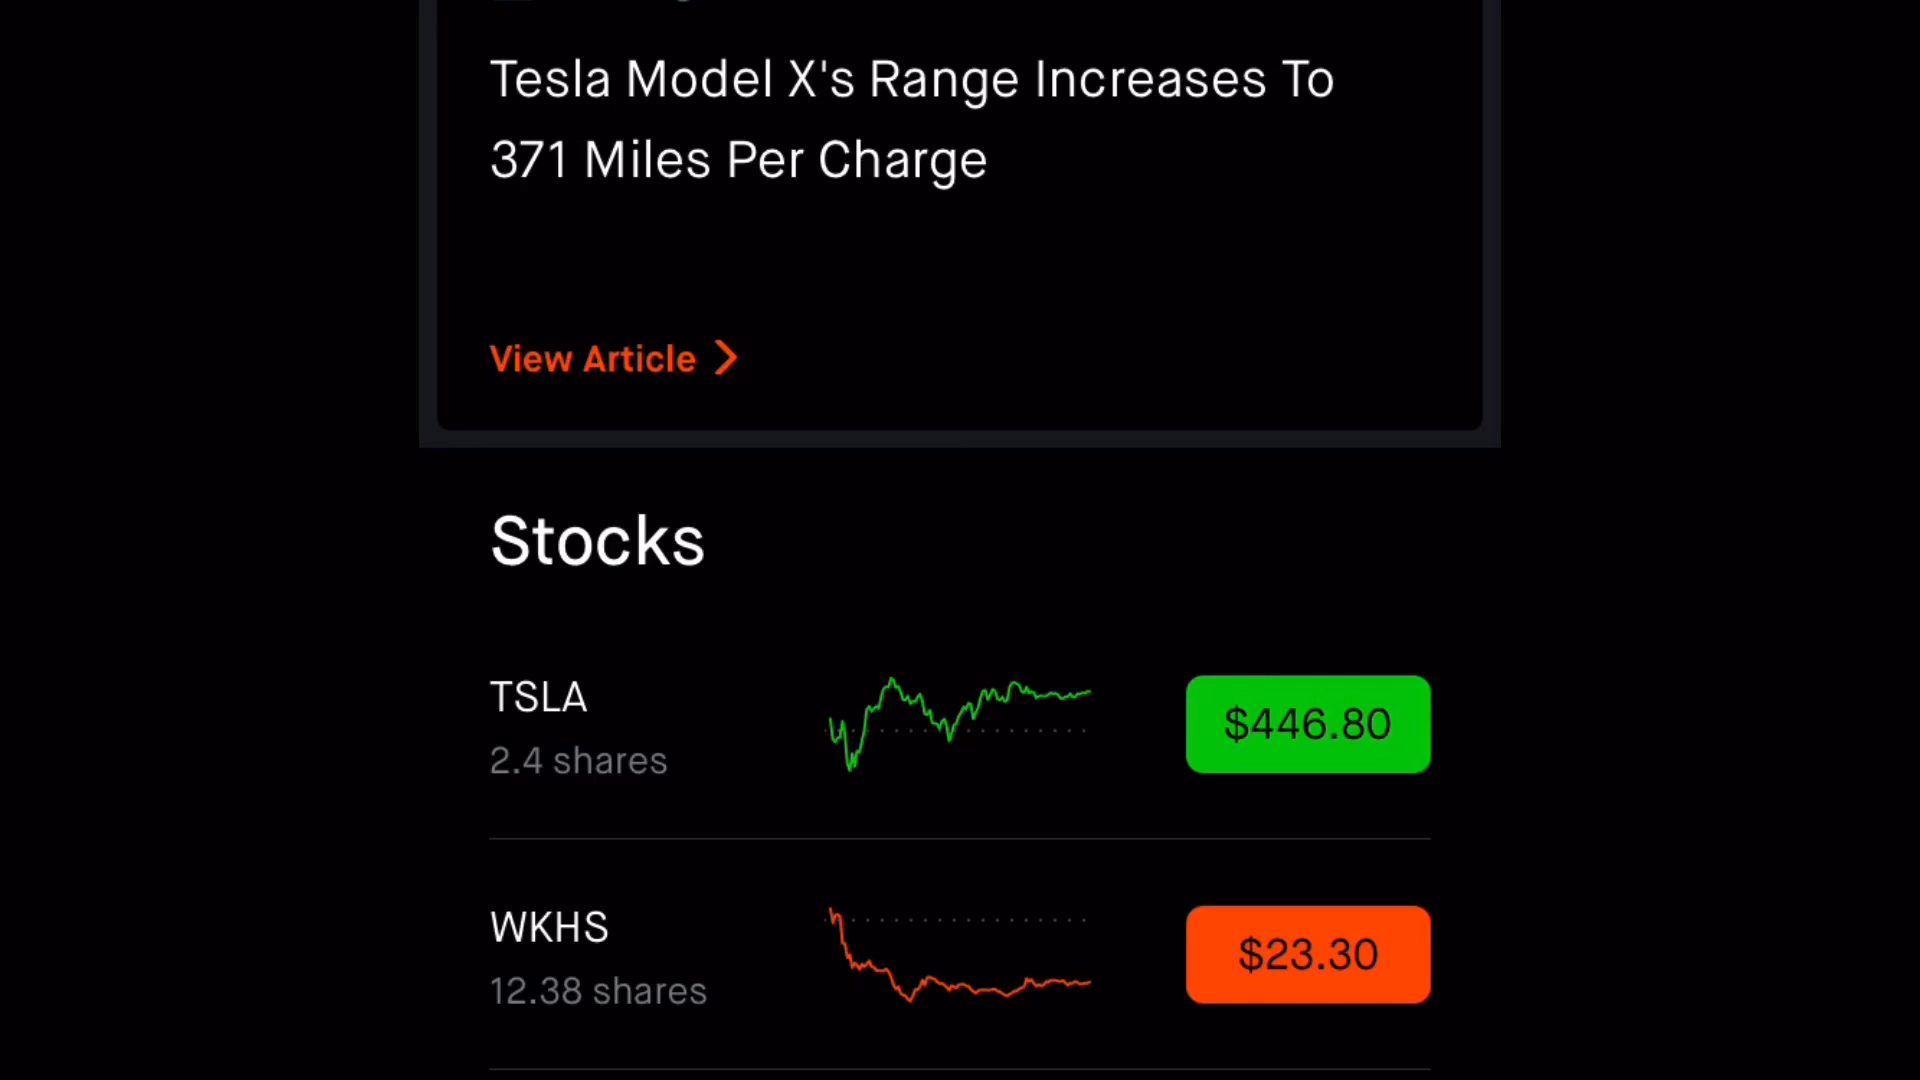 Tesla Model X's Range Increases To
371 Miles Per Charge
View Article
Stocks
TSLA
2.4 shares
$446.80
WKHS
12.38 shares
$23.30